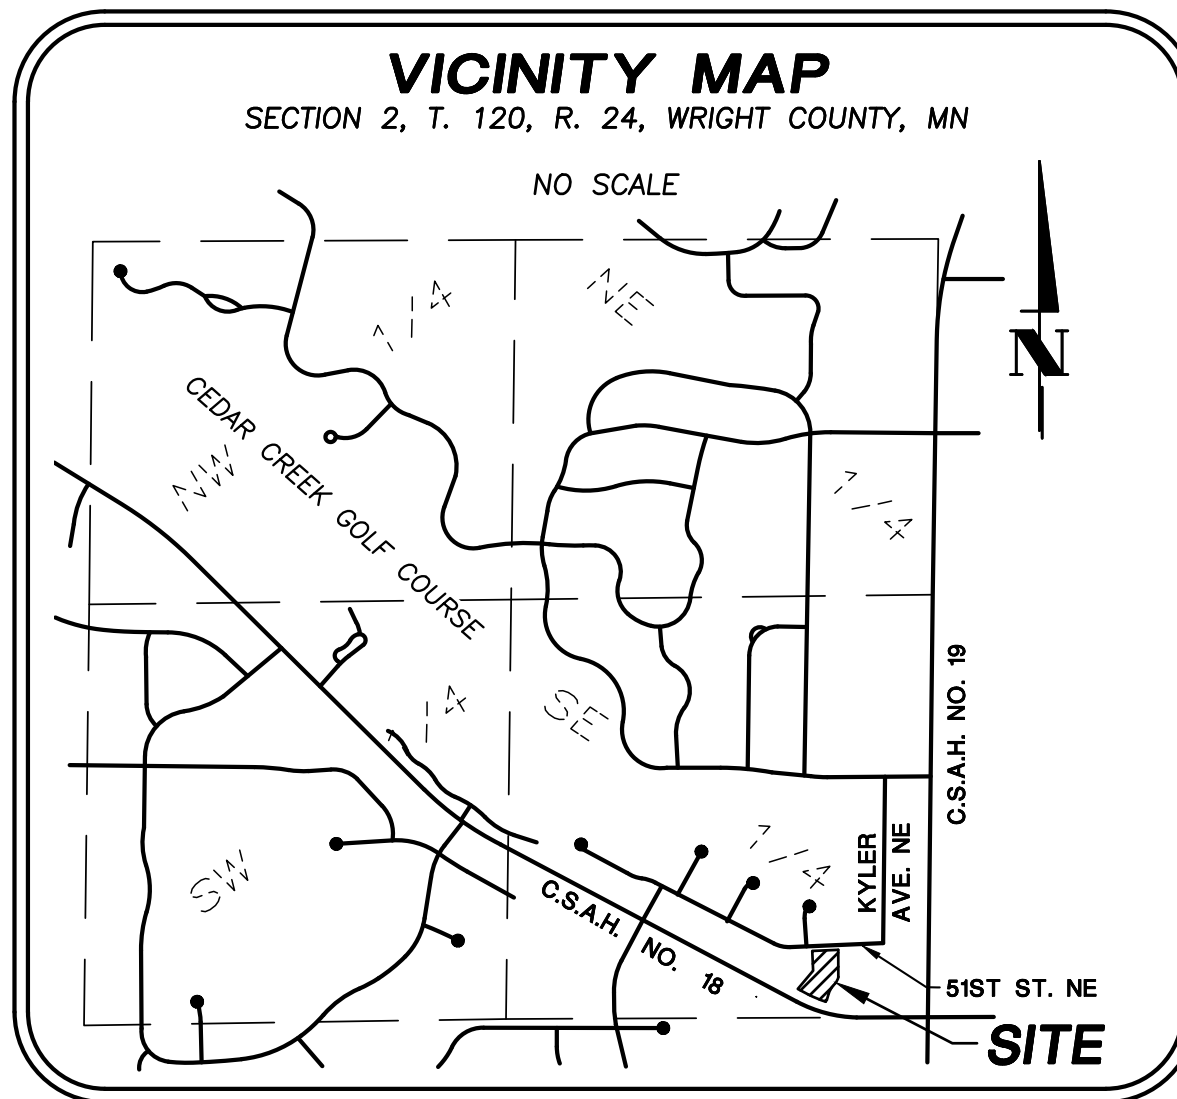 VICINITY MAP
SECTION 2, T. 120, R. 24, WRIGHT COUNTY, MN
NO SCALE
N
NW 1/4
NE 1/4
CEDAR CREEK GOLF COURSE
SW 1/4
SE 1/4
C.S.A.H. NO. 19
KYLER
AVE. NE
C.S.A.H. NO. 18
51ST ST. NE
SITE